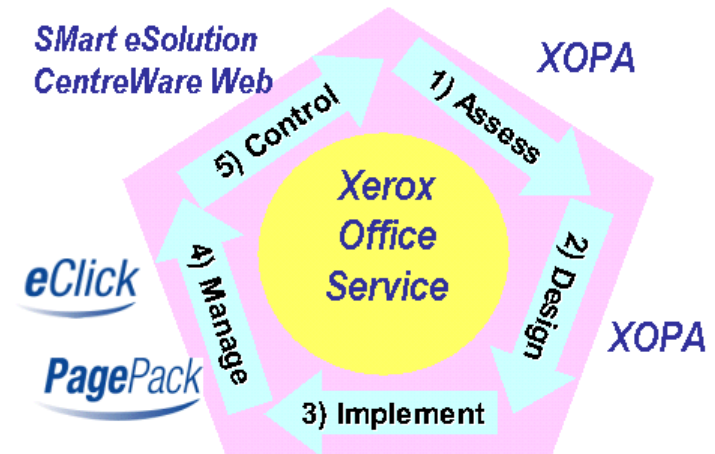 SMart eSolution
CentreWare Web
XOPA
1) Assess
5) Control
Xerox
Office
Service
2) Design
4) Manage
eClick
XOPA
PagePack
3) Implement